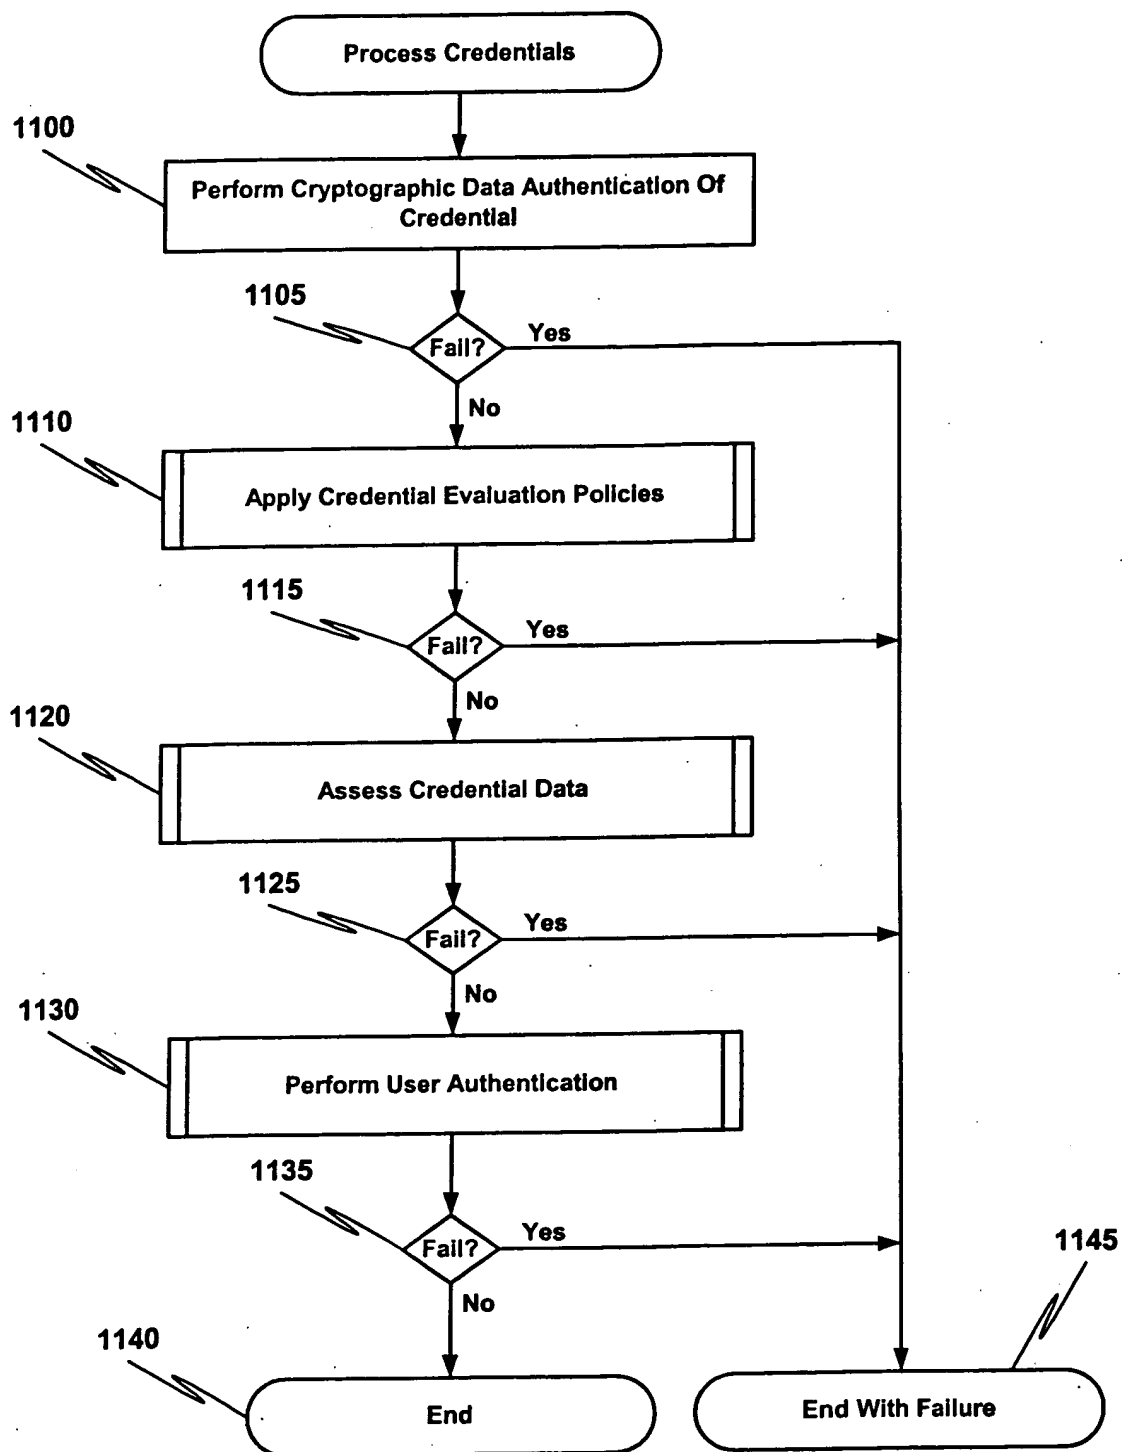 Process Credentials
1100
Perform Cryptographic Data Authentication Of
Credential
1105
Fail?
Yes
No
1110
Apply Credential Evaluation Policies
1115
Fail?
Yes
No
1120
Assess Credential Data
1125
Fail?
Yes
No
1130
Perform User Authentication
1135
Fail?
Yes
No
1145
1140
End
End With Failure